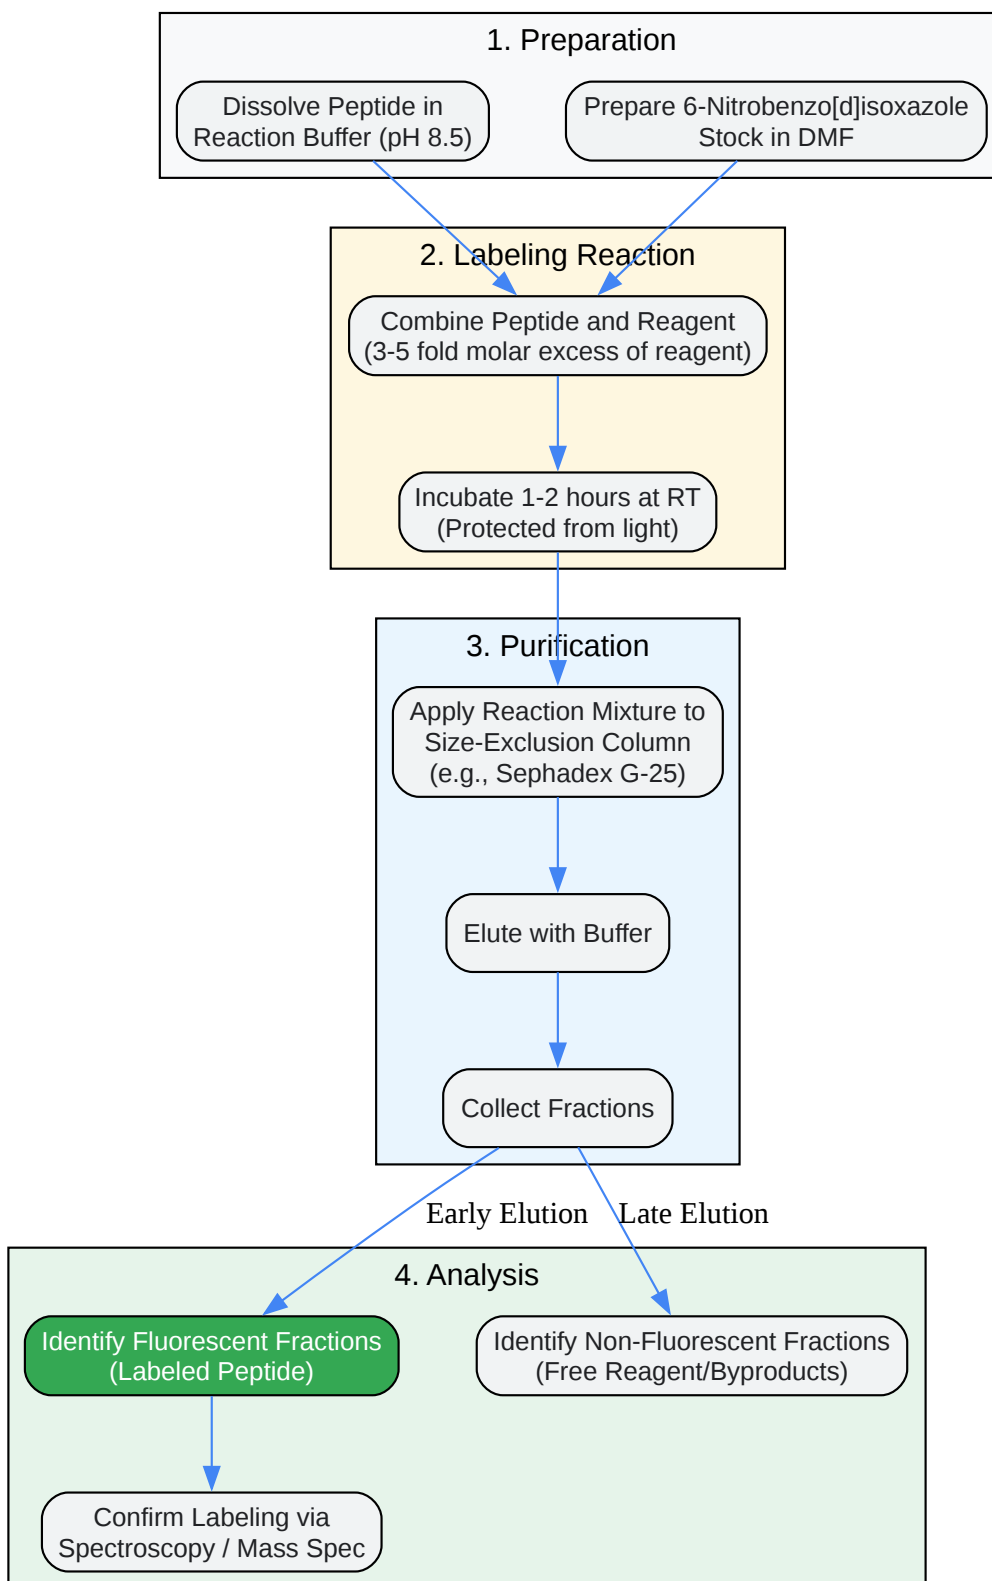 1. Preparation
Dissolve Peptide in
Reaction Buffer (pH 8.5)
Prepare 6-Nitrobenzo[d]isoxazole
Stock in DMF
2. Labeling Reaction
Combine Peptide and Reagent
(3-5 fold molar excess of reagent)
Incubate 1-2 hours at RT
(Protected from light)
3. Purification
Apply Reaction Mixture to
Size-Exclusion Column
(e.g., Sephadex G-25)
Elute with Buffer
Collect Fractions
Early Elution
Late Elution
4. Analysis
Identify Fluorescent Fractions
(Labeled Peptide)
Identify Non-Fluorescent Fractions
(Free Reagent/Byproducts)
Confirm Labeling via
Spectroscopy / Mass Spec